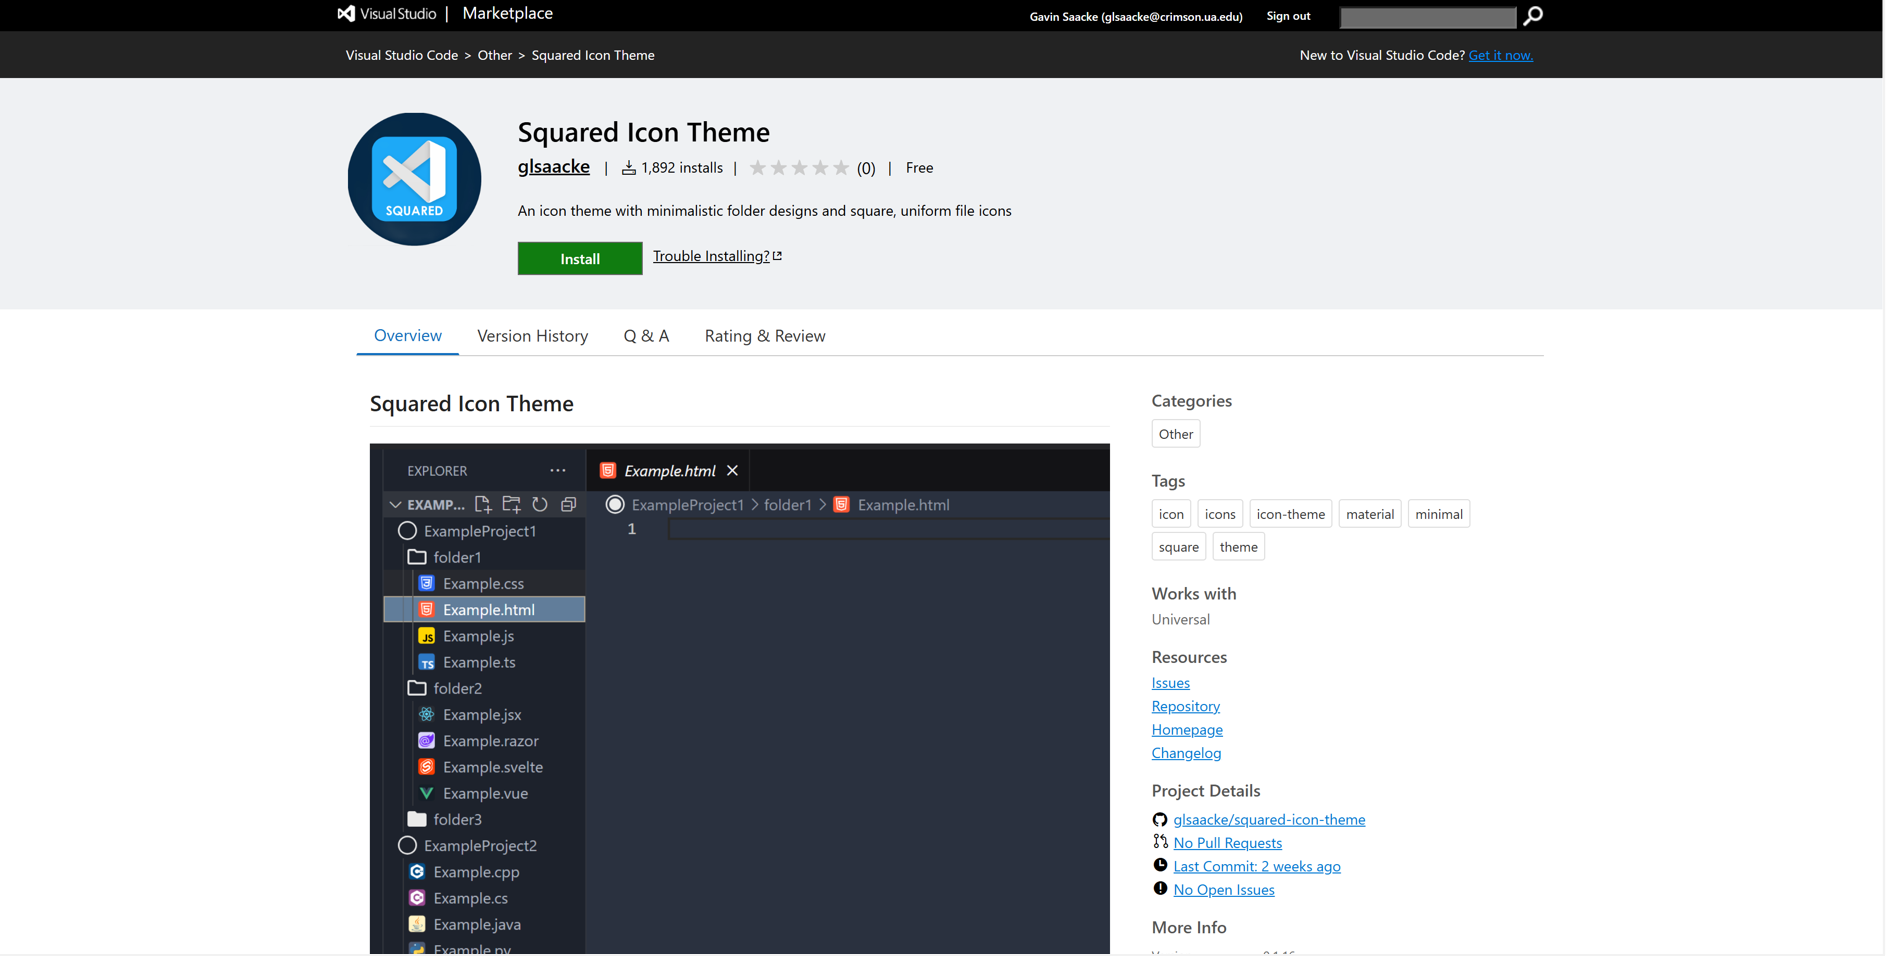 Visual Studio | Marketplace
Gavin Saacke (glsaacke@crimson.ua.edu) Sign out
Visual Studio Code > Other > Squared Icon Theme
New to Visual Studio Code? Get it now.
SQUARED
Squared Icon Theme
glsaacke | 1,892 installs | (0) | Free
An icon theme with minimalistic folder designs and square, uniform file icons
Install Trouble Installing?
Overview Version History Q & A Rating & Review
Squared Icon Theme
EXPLORER ···
EXAMP...
ExampleProject1
folder1
Example.css
Example.html
JS Example.js
TS Example.ts
folder2
Example.jsx
Example.razor
Example.svelte
Example.vue
folder3
ExampleProject2
Example.cpp
Example.cs
Example.java
Example.py
Example.html
ExampleProject1 > folder1 > Example.html
1
Categories
Other
Tags
icon icons icon-theme material minimal
square theme
Works with
Universal
Resources
Issues
Repository
Homepage
Changelog
Project Details
glsaacke/squared-icon-theme
No Pull Requests
Last Commit: 2 weeks ago
No Open Issues
More Info